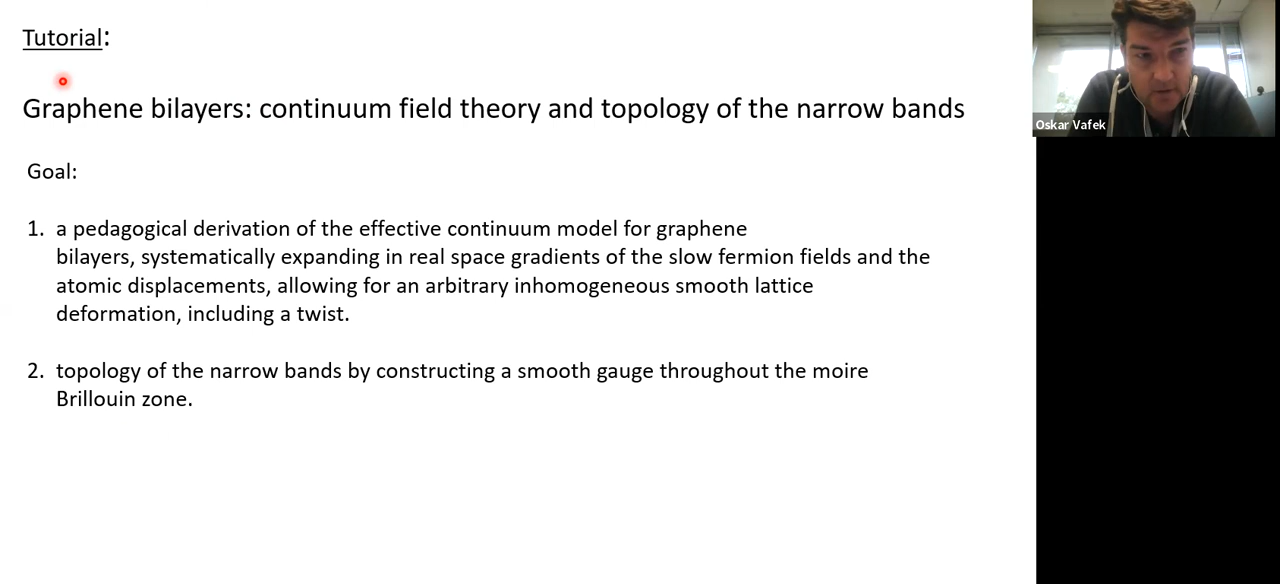 Tutorial:
Graphene bilayers: continuum field theory and topology of the narrow bands
Goal:
1. a pedagogical derivation of the effective continuum model for graphene
bilayers, systematically expanding in real space gradients of the slow fermion fields and the
atomic displacements, allowing for an arbitrary inhomogeneous smooth lattice
deformation, including a twist.
2. topology of the narrow bands by constructing a smooth gauge throughout the moire
Brillouin zone.
Oskar Vafek